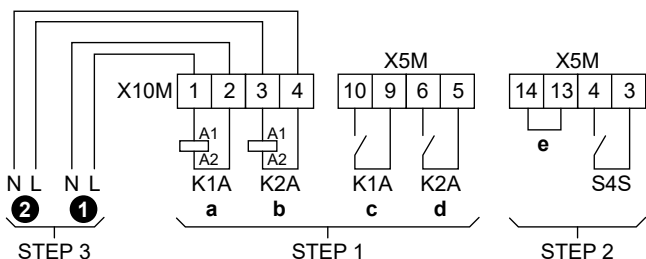 X5M X5M
X10M 1 2 3 4 10 9 6 5 14 13 4 3
A1 A1 e
A2 A2
N L N L K1A K2A K1A K2A S4S
2 1 a b c d
STEP 3 STEP 1 STEP 2